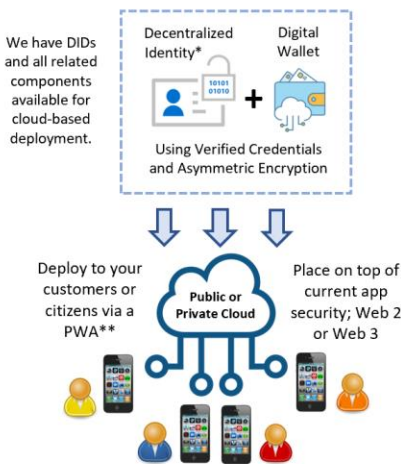 We have DIDs
and all related
components
available for
cloud-based
deployment.
Decentralized
Identity*
Digital
Wallet
10101
01010
+
Using Verified Credentials
and Asymmetric Encryption
Deploy to your
customers or
citizens via a
PWA**
Public or
Private Cloud
Place on top of
current app
security; Web 2
or Web 3